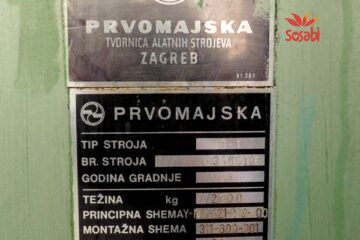 PRVOMAJSKA
TVORNICA ALATNIH STROJEVA
ZAGREB
Sosabi
PRVOMAJSKA
TIP STROJA
BR. STROJA
GODINA GRADNJE
TEŽINA kg
PRINCIPNA SHEMA
MONTAŽNA SHEMA